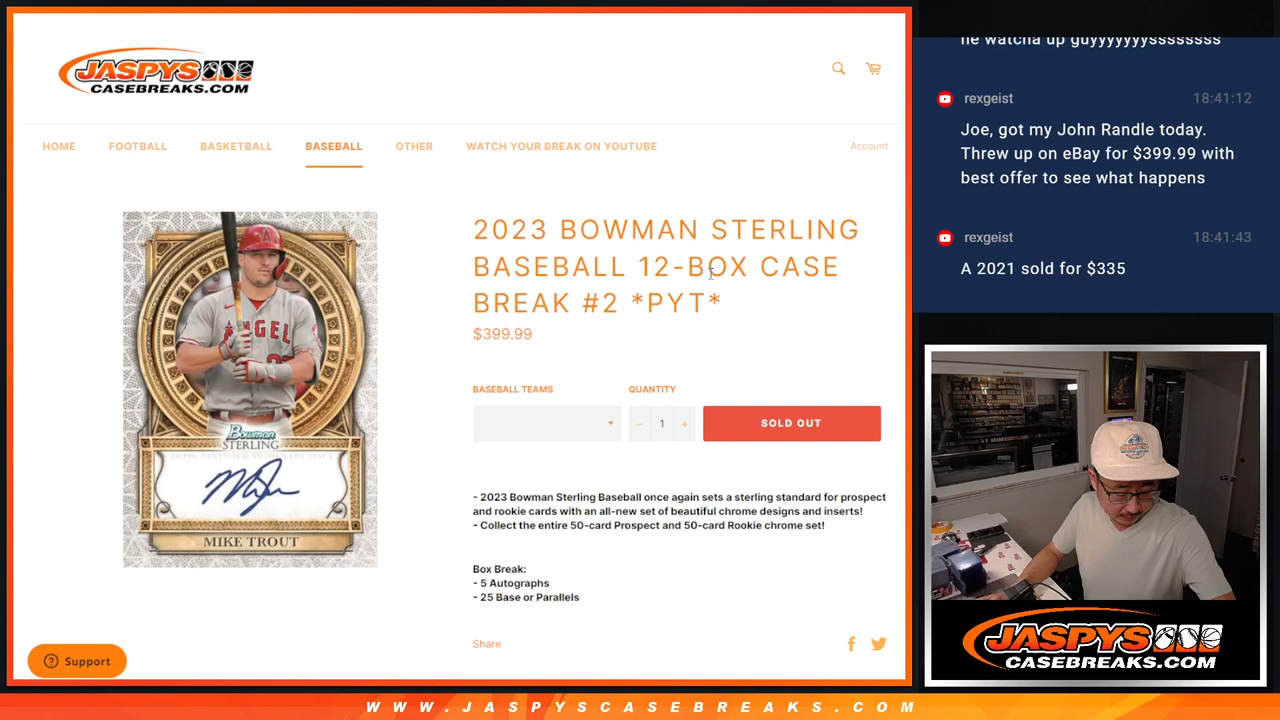 JASPYS
CASEBREAKS.COM
HOME FOOTBALL BASKETBALL BASEBALL OTHER WATCH YOUR BREAK ON YOUTUBE Account
2023 BOWMAN STERLING
BASEBALL 12-BOX CASE
BREAK #2 *PYT*
$399.99
BASEBALL TEAMS QUANTITY
− 1 + SOLD OUT
- 2023 Bowman Sterling Baseball once again sets a sterling standard for prospect
and rookie cards with an all-new set of beautiful chrome designs and inserts!
- Collect the entire 50-card Prospect and 50-card Rookie chrome set!
Box Break:
- 5 Autographs
- 25 Base or Parallels
Share
Support
ANGEL
Bowman
STERLING
TOPPS CERTIFIED AUTOGRAPH ISSUE
MIKE TROUT
he watcha up guyyyyyyyssssssss
rexgeist 18:41:12
Joe, got my John Randle today.
Threw up on eBay for $399.99 with
best offer to see what happens
rexgeist 18:41:43
A 2021 sold for $335
JASPYS
CASEBREAKS.COM
WWW.JASPYSCASEBREAKS.COM